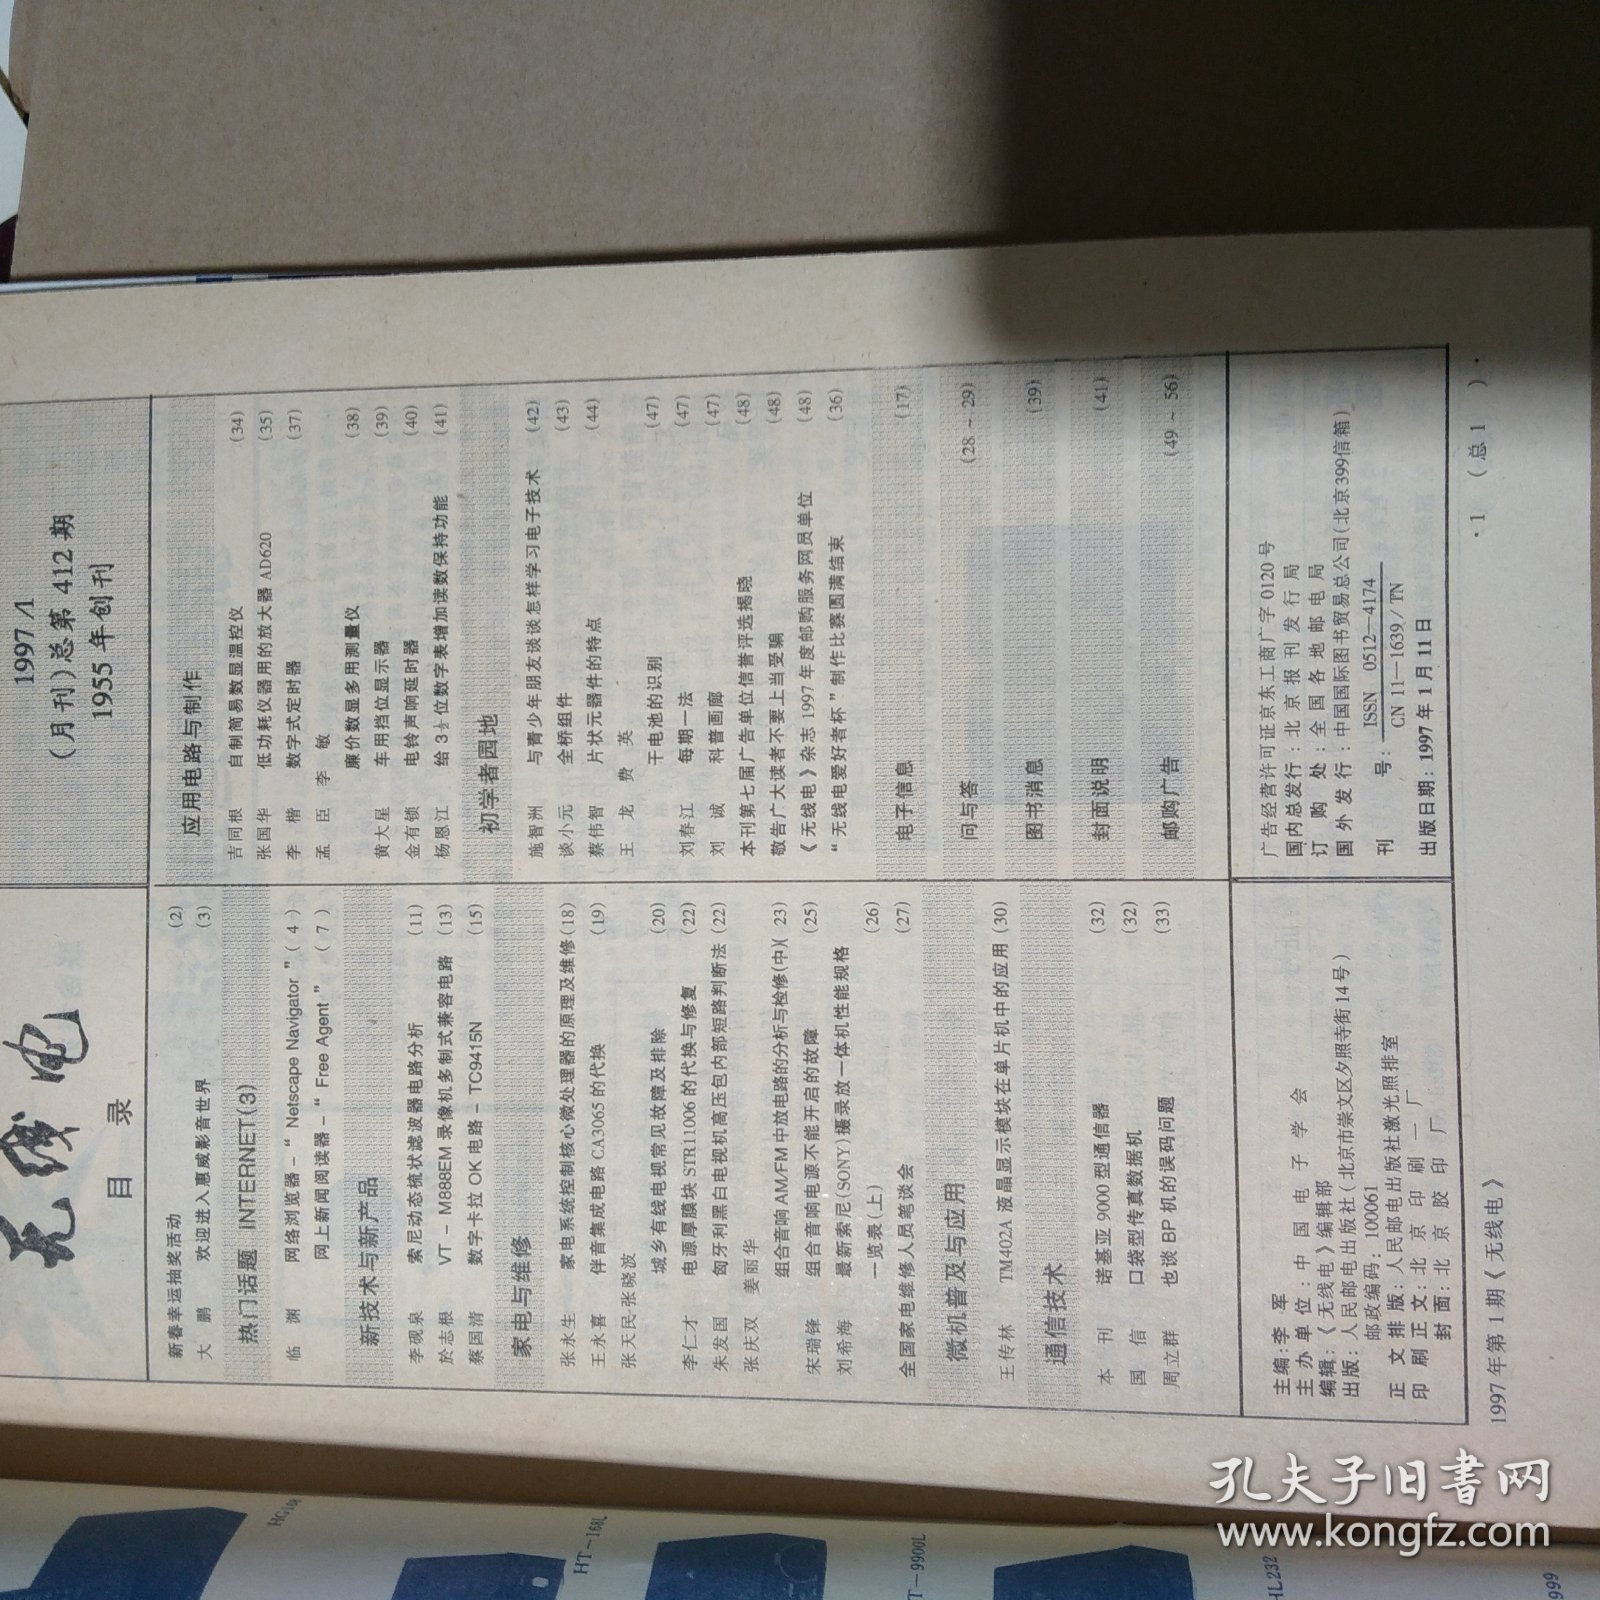 无线电
目录
1997/1
(月刊)总第412期
1955年创刊
新春幸运抽奖活动 (2)
大鹏 欢迎进入惠威影音世界 (3)
热门话题 INTERNET(3)
临渊 网络浏览器-“Netscape Navigator” (4)
网上新闻阅读器-“Free Agent” (7)
新技术与新产品
李砚泉 索尼动态梳状滤波器电路分析 (11)
於志根 VT-M888EM录像机多制式兼容电路 (13)
蔡国清 数字卡拉OK电路-TC9415N (15)
家电与维修
张永生 家电系统控制核心微处理器的原理及维修 (18)
王永喜 伴音集成电路CA3065的代换 (19)
张天民 张晓波
城乡有线电视常见故障及排除 (20)
李仁才 电源厚膜块STR11006的代换与修复 (22)
朱发国 匈牙利黑白电视机高压包内部短路判断法 (22)
张庆双 姜丽华
组合音响AM/FM中放电路的分析与检修(中) (23)
宋瑞锋 组合音响电源不能开启的故障 (25)
刘希海 最新索尼(SONY)摄录放一体机性能规格
一览表(上) (26)
全国家电维修人员笔谈会 (27)
微机普及与应用
王传林 TM402A液晶显示模块在单片机中的应用 (30)
通信技术
本刊 诺基亚9000型通信器 (32)
国信 口袋型传真数据机 (32)
周立群 也谈BP机的误码问题 (33)
应用电路与制作
吉同根 自制简易数显温控仪 (34)
张国华 低功耗仪器用的放大器AD620 (35)
李楷 数字式定时器 (37)
孟臣 李敏
廉价数显多用测量仪 (38)
黄大星 车用档位显示器 (39)
金有锁 电铃声响延时器 (40)
杨恩江 给3½位数字表增加读数保持功能 (41)
初学者园地
施智洲 与青少年朋友谈谈怎样学习电子技术 (42)
谈小元 全桥组件 (43)
蔡伟智 片状元器件的特点 (44)
王龙 费英
干电池的识别 (47)
刘春江 每期一法 (47)
刘诚 科普画廊 (47)
本刊第七届广告单位信誉评选揭晓 (48)
敬告广大读者不要上当受骗 (48)
《无线电》杂志1997年度邮购服务网员单位 (48)
“无线电爱好者杯”制作比赛圆满结束 (36)
电子信息 (17)
问与答 (28~29)
图书消息 (39)
封面说明 (41)
邮购广告 (49~56)
主编:李军
主办单位:中国电子学会
编辑:《无线电》编辑部
出版:人民邮电出版社(北京市崇文区夕照寺街14号)
邮政编码:100061
正文排版:人民邮电出版社激光照排室
印刷正文:北京印刷一厂
封面:北京胶印厂
广告经营许可证京东工商广字0120号
国内总发行:北京报刊发行局
订购处:全国各地邮电局
国外发行:中国国际图书贸易总公司(北京399信箱)
刊号: ISSN 0512—4174
CN 11—1639/TN
出版日期:1997年1月11日
1997年第1期《无线电》
·1(总1)·
HT-168L
HL232
孔夫子旧书网
www.kongfz.com